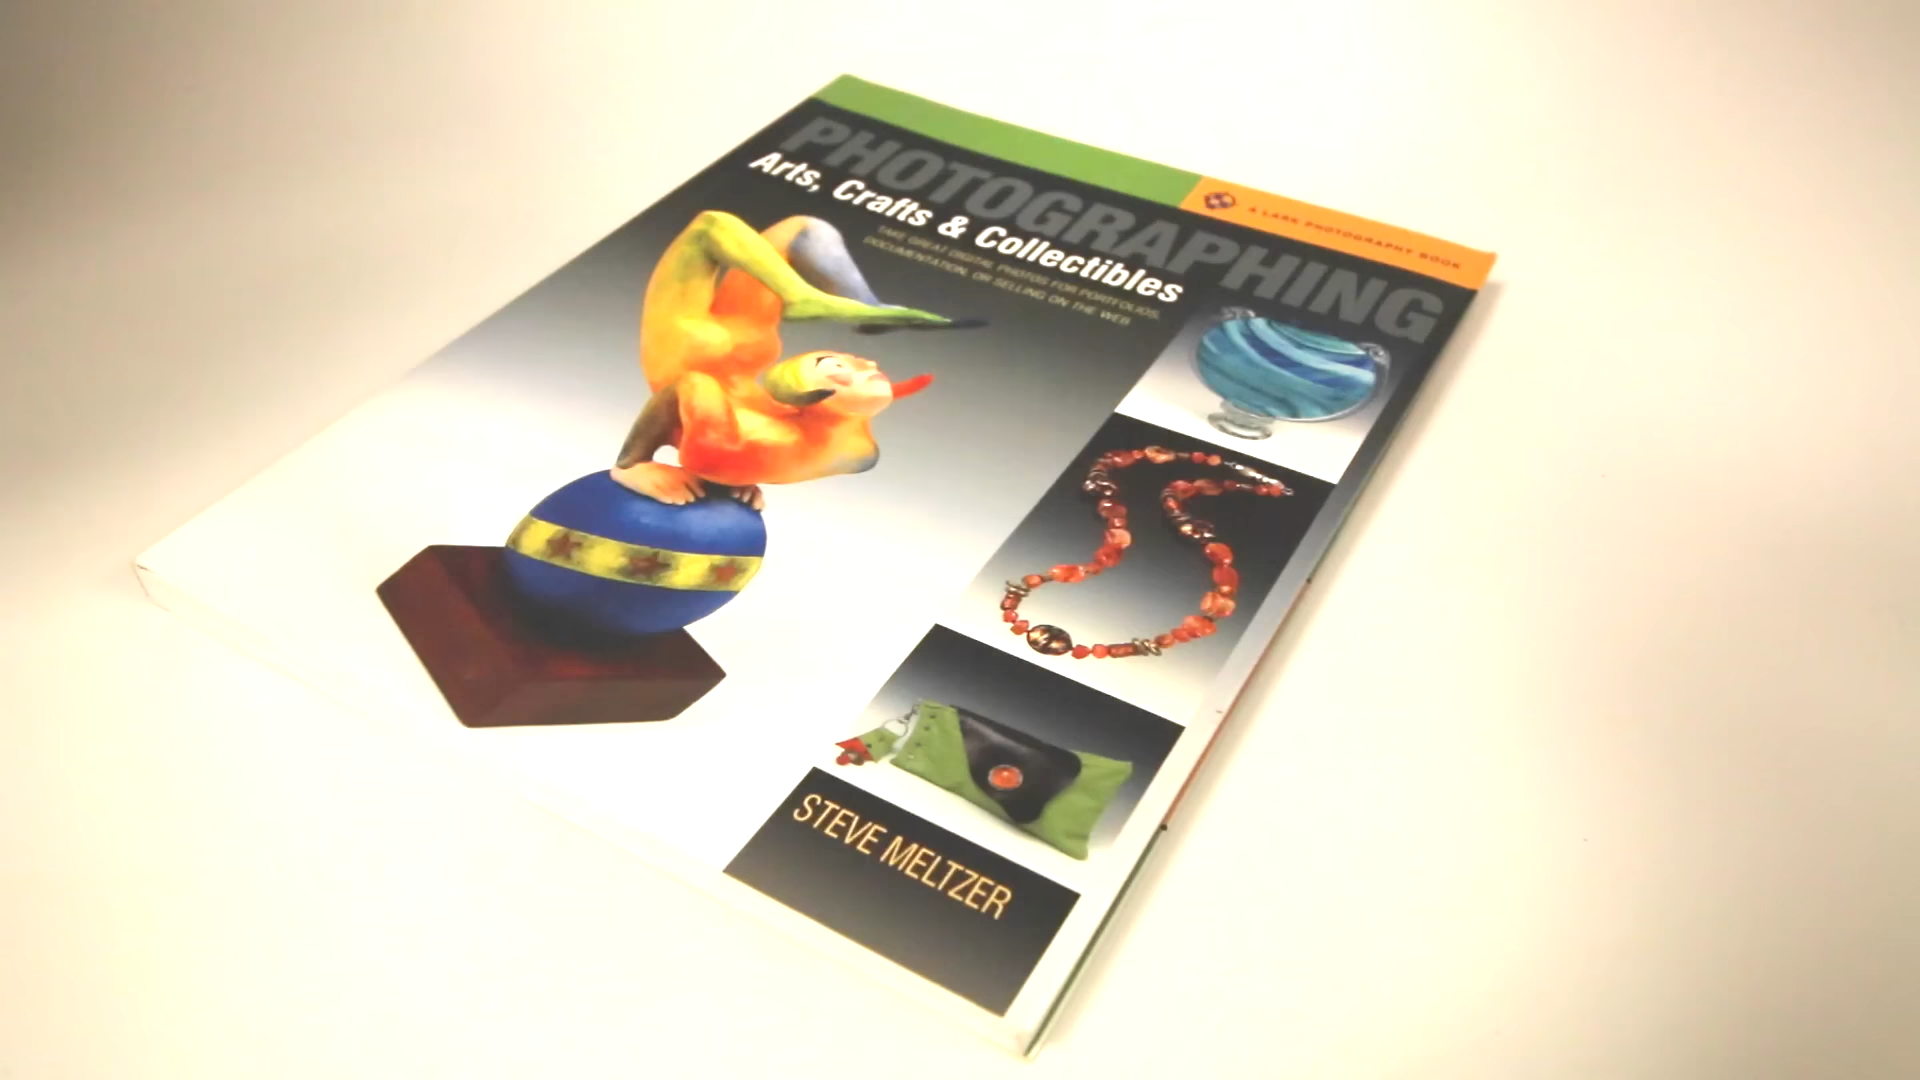 A LARK PHOTOGRAPHY BOOK
PHOTOGRAPHING
Arts, Crafts & Collectibles
TAKE GREAT DIGITAL PHOTOS FOR PORTFOLIOS,
DOCUMENTATION, OR SELLING ON THE WEB
STEVE MELTZER